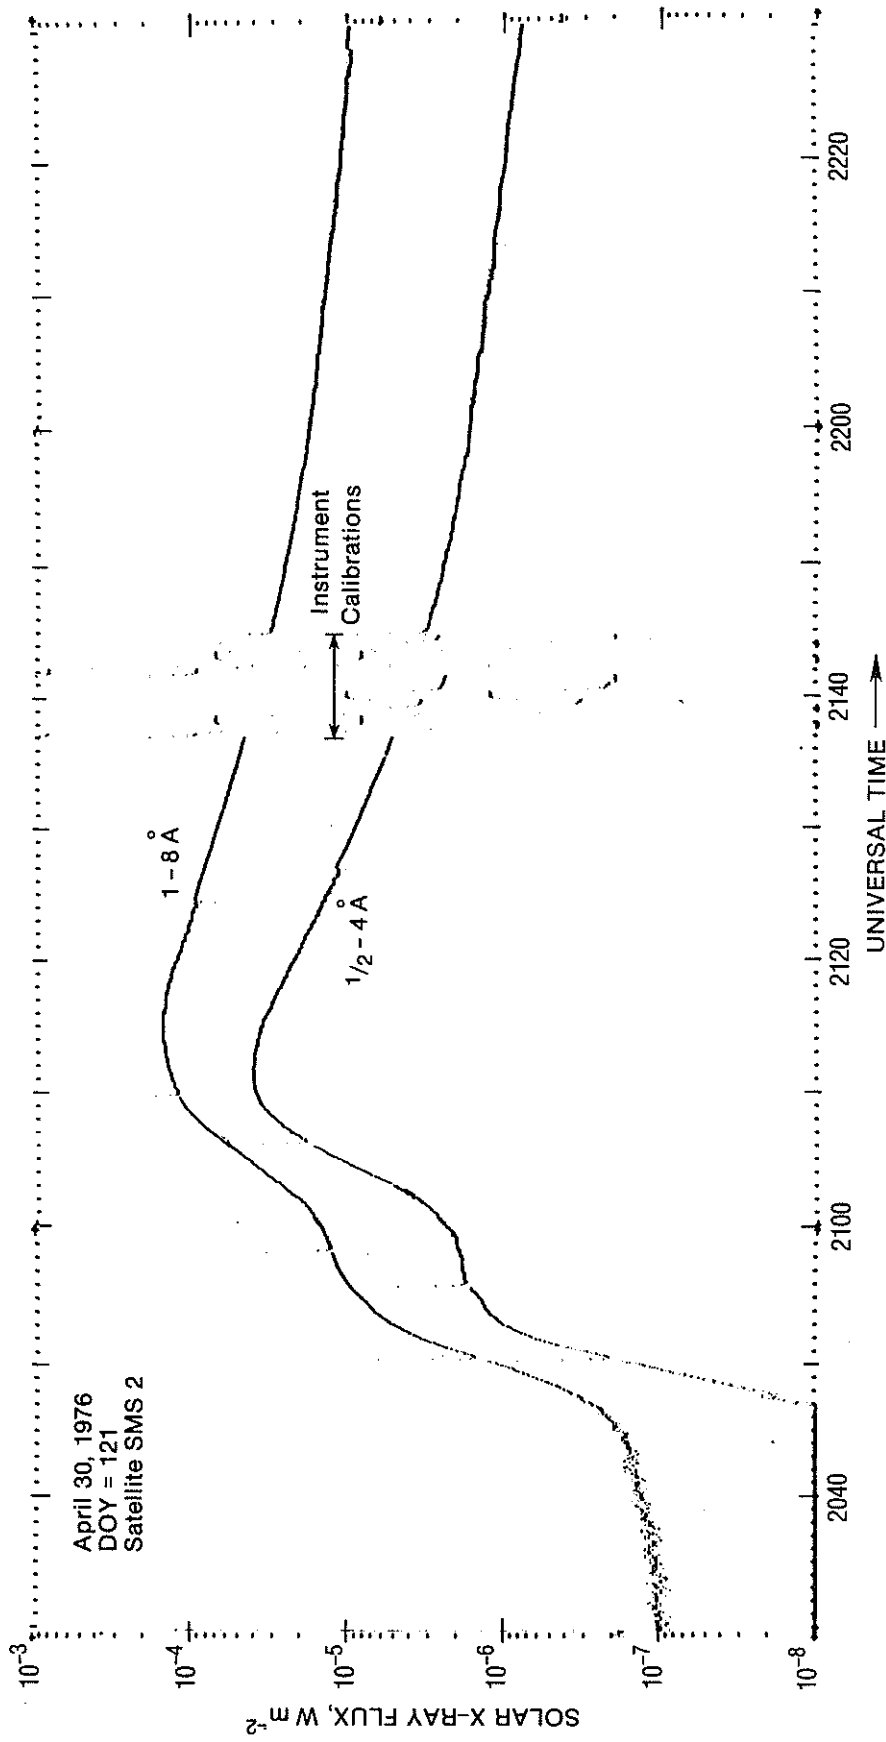 April 30, 1976
DOY = 121
Satellite SMS 2
1-8 Å
1/2-4 Å
Instrument
Calibrations
SOLAR X-RAY FLUX, W m⁻²
10⁻³
10⁻⁴
10⁻⁵
10⁻⁶
10⁻⁷
10⁻⁸
2040
2100
2120
2140
2200
2220
UNIVERSAL TIME →